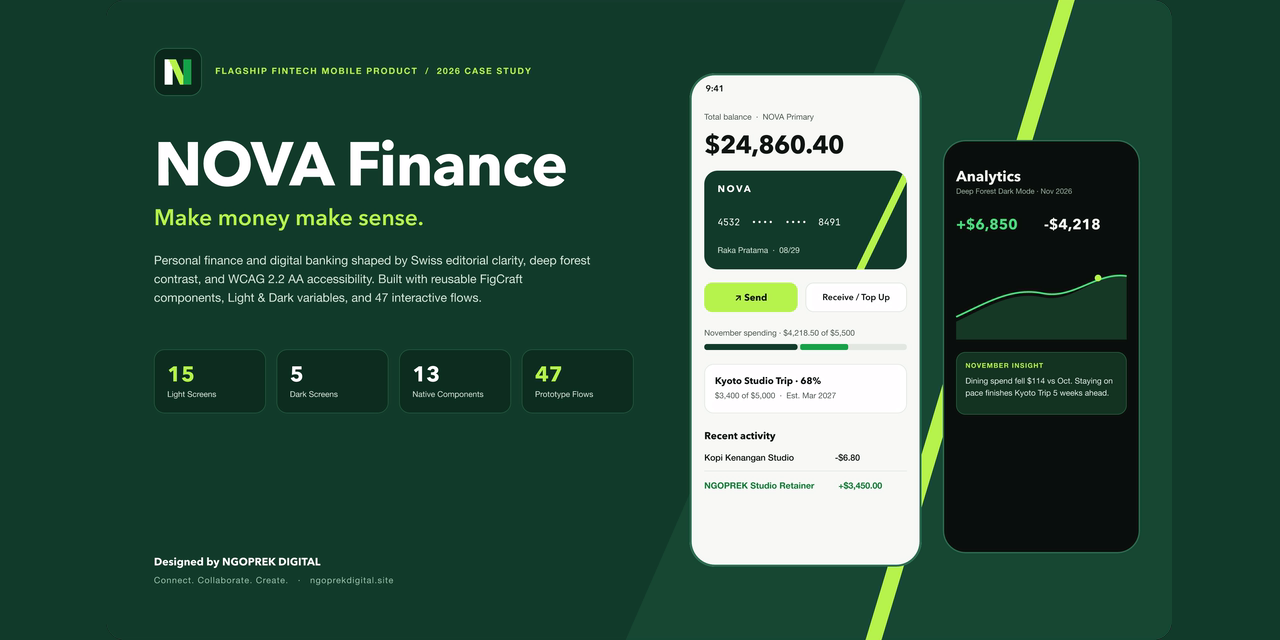 N
FLAGSHIP FINTECH MOBILE PRODUCT / 2026 CASE STUDY
NOVA Finance
Make money make sense.
Personal finance and digital banking shaped by Swiss editorial clarity, deep forest
contrast, and WCAG 2.2 AA accessibility. Built with reusable FigCraft
components, Light & Dark variables, and 47 interactive flows.
15
Light Screens
5
Dark Screens
13
Native Components
47
Prototype Flows
Designed by NGOPREK DIGITAL
Connect. Collaborate. Create. · ngoprekdigital.site
9:41
Total balance · NOVA Primary
$24,860.40
NOVA
4532 •••• •••• 8491
Raka Pratama · 08/29
↗ Send
Receive / Top Up
November spending · $4,218.50 of $5,500
Kyoto Studio Trip · 68%
$3,400 of $5,000 · Est. Mar 2027
Recent activity
Kopi Kenangan Studio -$6.80
NGOPREK Studio Retainer +$3,450.00
Analytics
Deep Forest Dark Mode · Nov 2026
+$6,850 -$4,218
NOVEMBER INSIGHT
Dining spend fell $114 vs Oct. Staying on
pace finishes Kyoto Trip 5 weeks ahead.